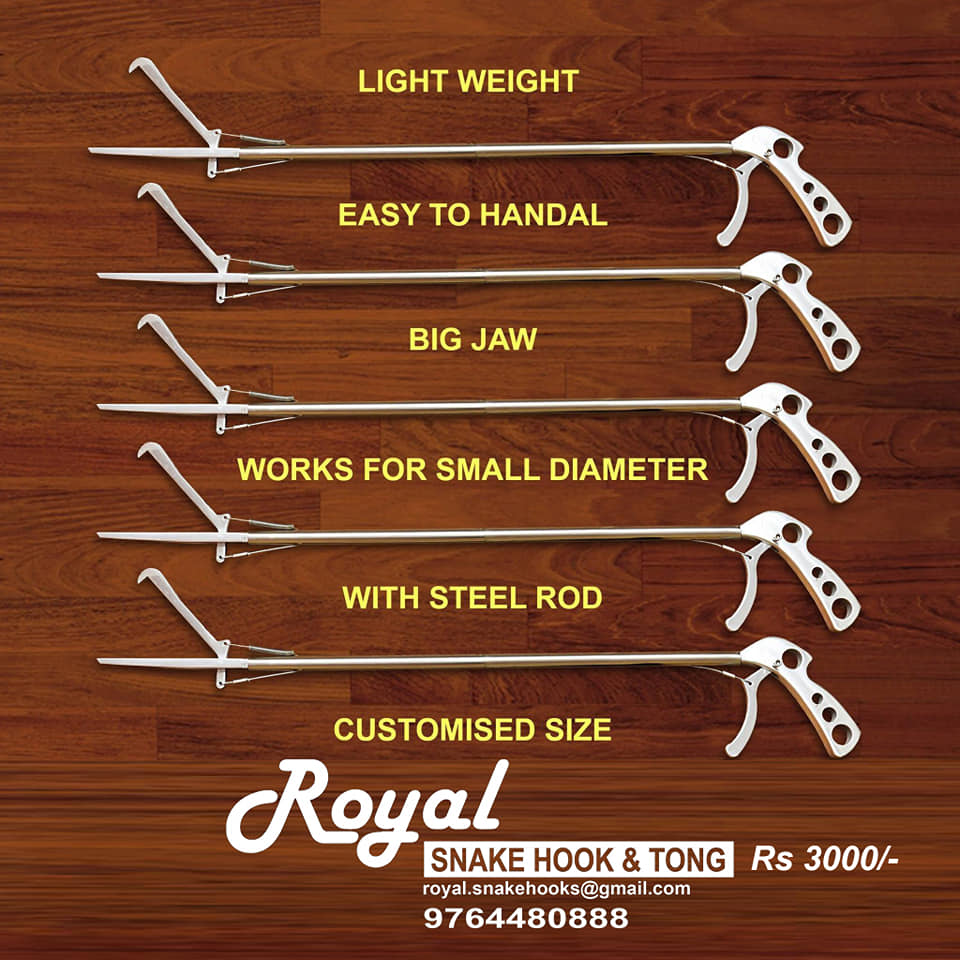 LIGHT WEIGHT
EASY TO HANDAL
BIG JAW
WORKS FOR SMALL DIAMETER
WITH STEEL ROD
CUSTOMISED SIZE
Royal
SNAKE HOOK & TONG Rs 3000/-
royal.snakehooks@gmail.com
9764480888